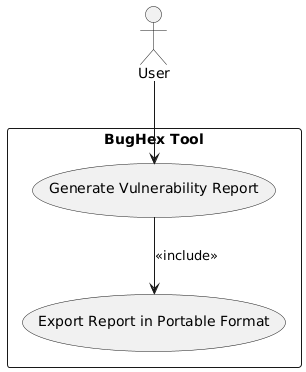 User
BugHex Tool
Generate Vulnerability Report
«include»
Export Report in Portable Format